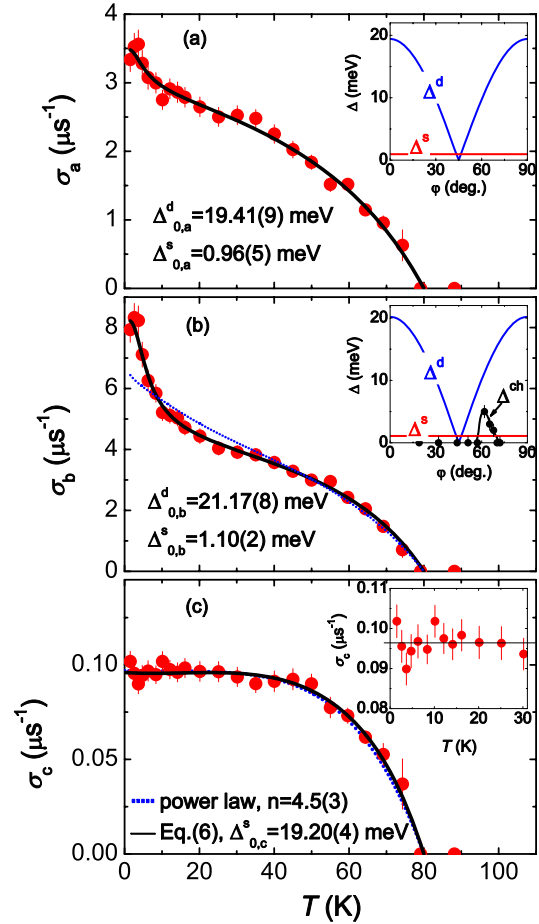 (a)
σa (μs⁻¹)
4
3
2
1
0
Δᵈ₀,ₐ=19.41(9) meV
Δˢ₀,ₐ=0.96(5) meV
Δ (meV)
20
10
0
Δᵈ
Δˢ
0 30 60 90
φ (deg.)
(b)
σb (μs⁻¹)
8
6
4
2
0
Δᵈ0,b=21.17(8) meV
Δˢ0,b=1.10(2) meV
Δ (meV)
20
10
0
Δᵈ
Δᶜʰ
Δˢ
0 30 60 90
φ (deg.)
(c)
σc (μs⁻¹)
0.10
0.05
0.00
σc (μs⁻¹)
0.11
0.10
0.09
0.08
0 10 20 30
T (K)
power law, n=4.5(3)
Eq.(6), Δˢ0,c=19.20(4) meV
0 20 40 60 80 100
T (K)